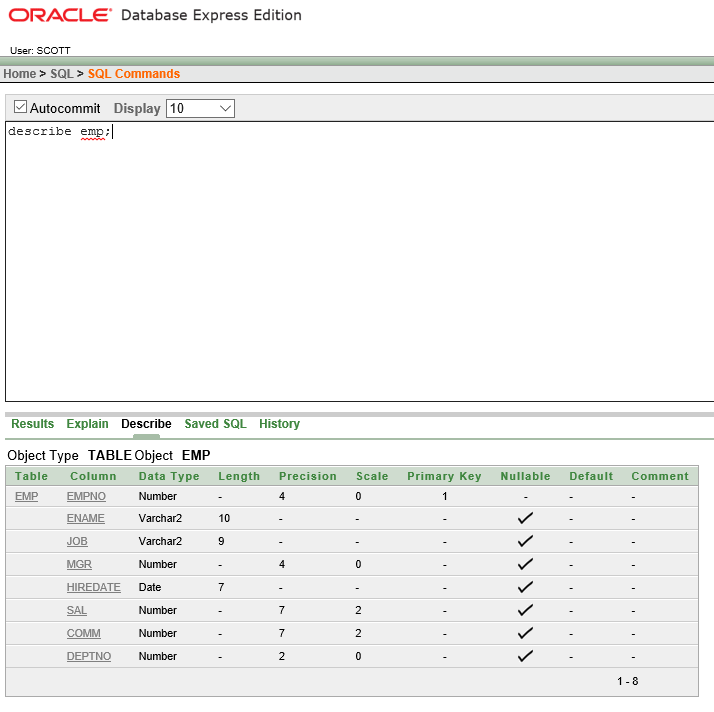 ORACLE Database Express Edition
User: SCOTT
Home > SQL > SQL Commands
Autocommit Display 10
describe emp;
Results Explain Describe Saved SQL History
Object Type TABLE Object EMP
Table Column Data Type Length Precision Scale Primary Key Nullable Default Comment
EMP EMPNO Number - 4 0 1 - - -
ENAME Varchar2 10 - - - ✓ - -
JOB Varchar2 9 - - - ✓ - -
MGR Number - 4 0 - ✓ - -
HIREDATE Date 7 - - - ✓ - -
SAL Number - 7 2 - ✓ - -
COMM Number - 7 2 - ✓ - -
DEPTNO Number - 2 0 - ✓ - -
1 - 8